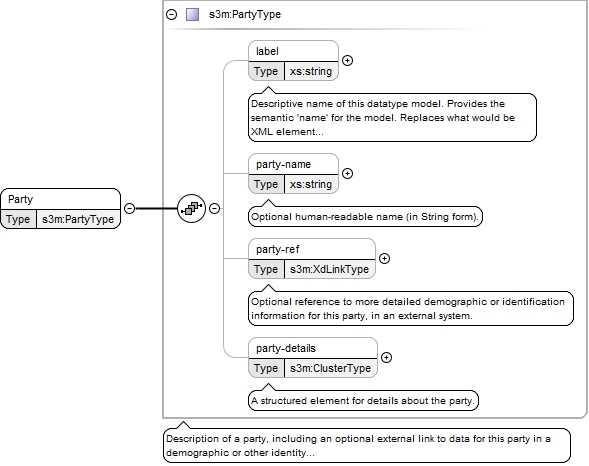 s3m:PartyType
label
Type xs:string
Descriptive name of this datatype model. Provides the
semantic 'name' for the model. Replaces what would be
XML element...
party-name
Type xs:string
Optional human-readable name (in String form).
Party
Type s3m:PartyType
party-ref
Type s3m:XdLinkType
Optional reference to more detailed demographic or identification
information for this party, in an external system.
party-details
Type s3m:ClusterType
A structured element for details about the party.
Description of a party, including an optional external link to data for this party in a
demographic or other identity...